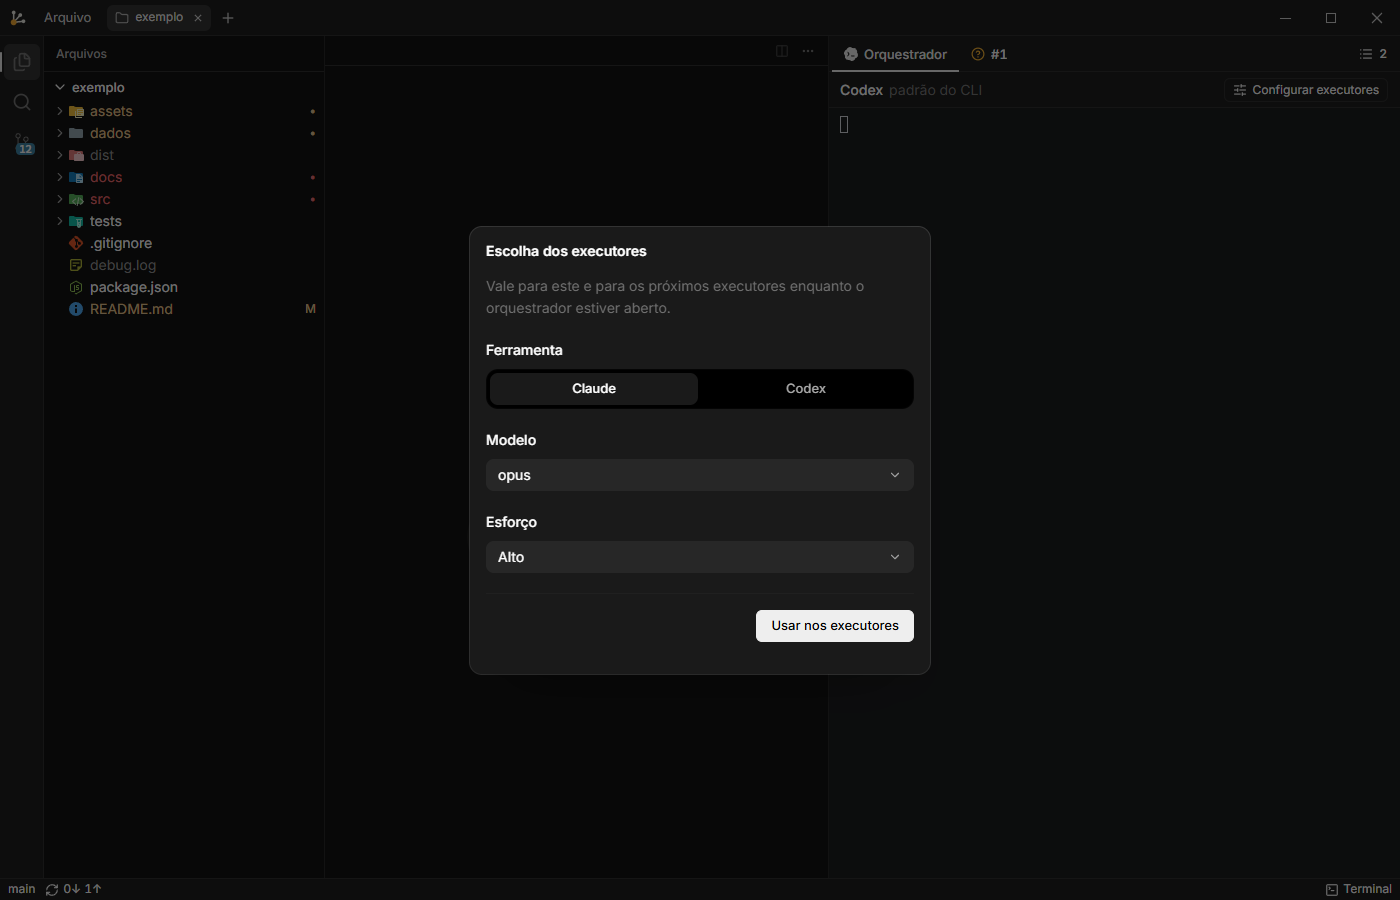 Arquivo
exemplo
Arquivos
Orquestrador
#1
2
exemplo
Codex padrão do CLI
Configurar executores
assets
dados
12
dist
docs
src
tests
.gitignore
debug.log
package.json
README.md M
Escolha dos executores
Vale para este e para os próximos executores enquanto o
orquestrador estiver aberto.
Ferramenta
Claude
Codex
Modelo
opus
Esforço
Alto
Usar nos executores
main 0↓ 1↑
Terminal